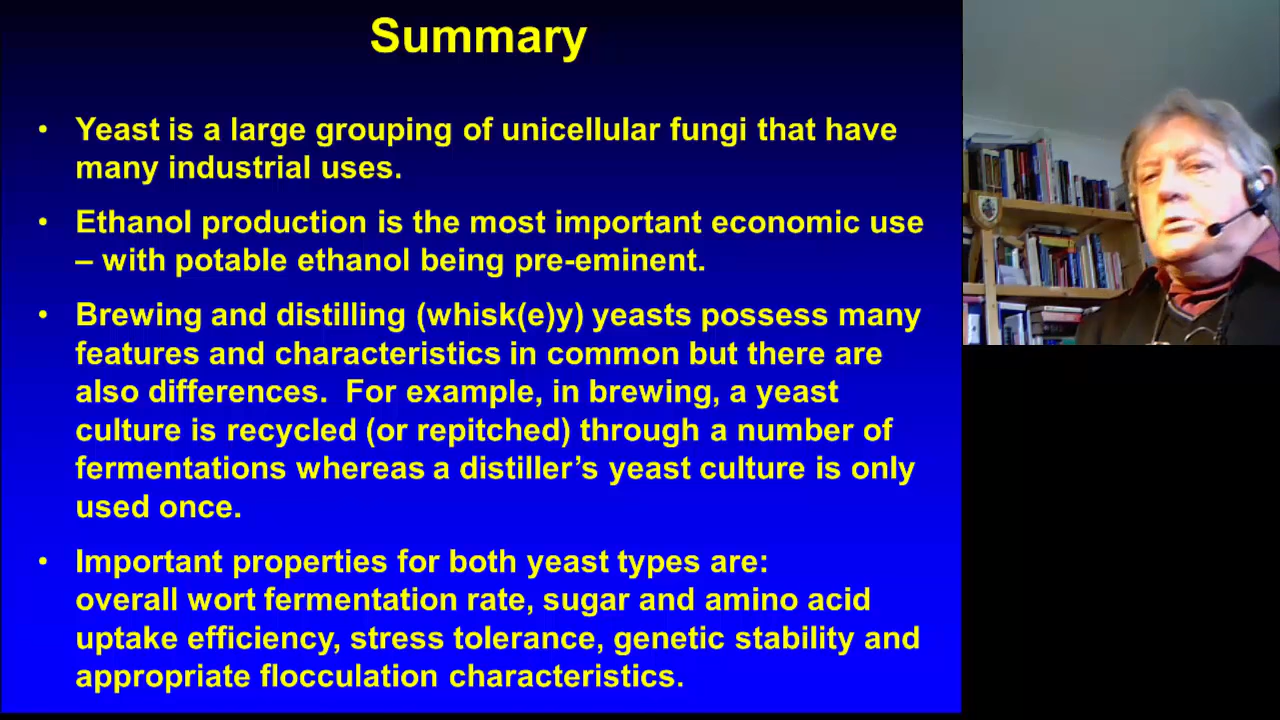 Summary
• Yeast is a large grouping of unicellular fungi that have
many industrial uses.
• Ethanol production is the most important economic use
– with potable ethanol being pre-eminent.
• Brewing and distilling (whisk(e)y) yeasts possess many
features and characteristics in common but there are
also differences.  For example, in brewing, a yeast
culture is recycled (or repitched) through a number of
fermentations whereas a distiller’s yeast culture is only
used once.
• Important properties for both yeast types are:
overall wort fermentation rate, sugar and amino acid
uptake efficiency, stress tolerance, genetic stability and
appropriate flocculation characteristics.